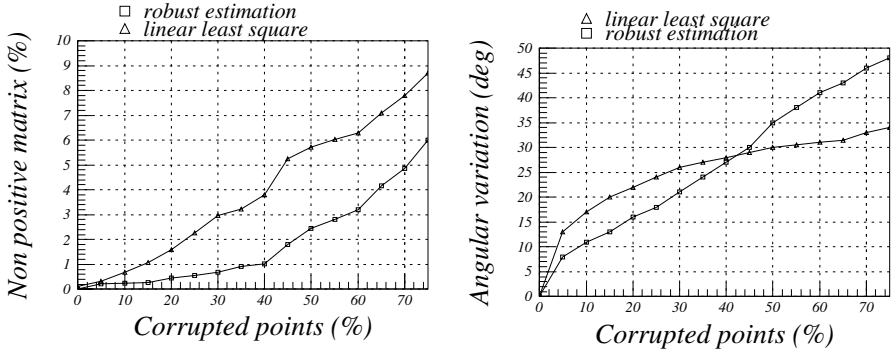 robust estimation
linear least square
Non positive matrix (%)
10
9
8
7
6
5
4
3
2
1
0
0 10 20 30 40 50 60 70
Corrupted points (%)
linear least square
robust estimation
Angular variation (deg)
50
45
40
35
30
25
20
15
10
5
0
0 10 20 30 40 50 60 70
Corrupted points (%)